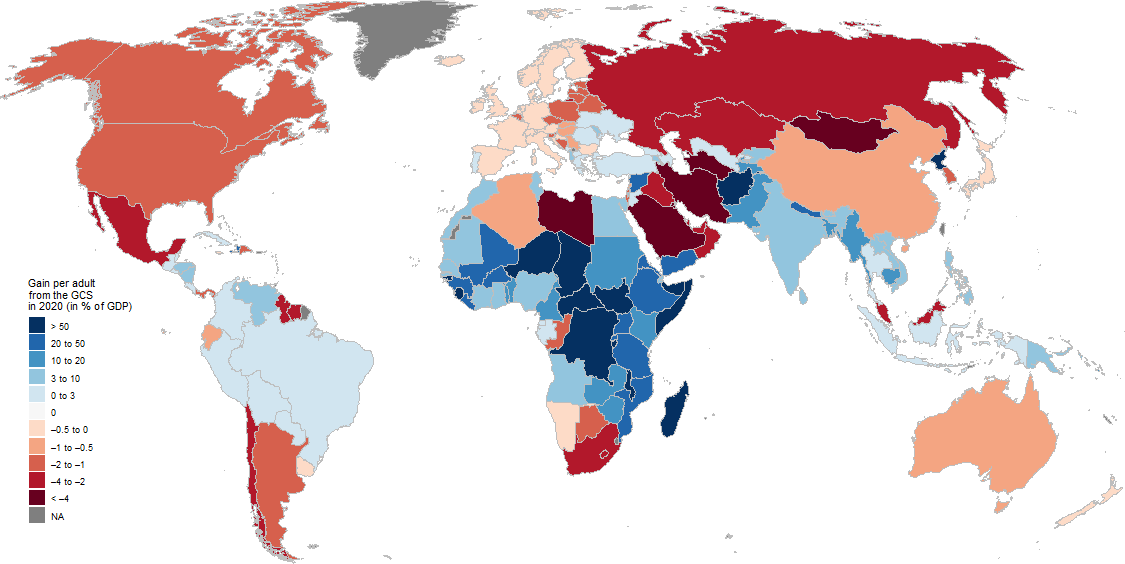 Gain per adult
from the GCS
in 2020 (in % of GDP)
> 50
20 to 50
10 to 20
3 to 10
0 to 3
0
–0.5 to 0
–1 to –0.5
–2 to –1
–4 to –2
< –4
NA